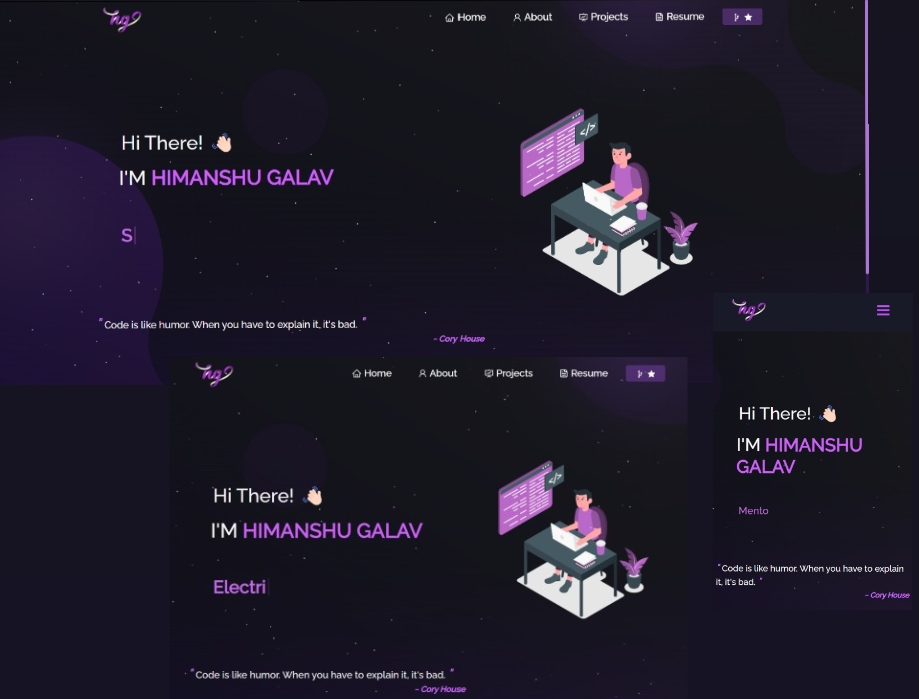 hg
Home About Projects Resume
Hi There!
I'M HIMANSHU GALAV
S
</>
" Code is like humor. When you have to explain it, it's bad. "
- Cory House
hg
Home About Projects Resume
Hi There!
I'M HIMANSHU GALAV
Electri
</>
" Code is like humor. When you have to explain it, it's bad. "
- Cory House
hg
Hi There!
I'M HIMANSHU
GALAV
Mento
" Code is like humor. When you have to explain
it, it's bad. "
- Cory House